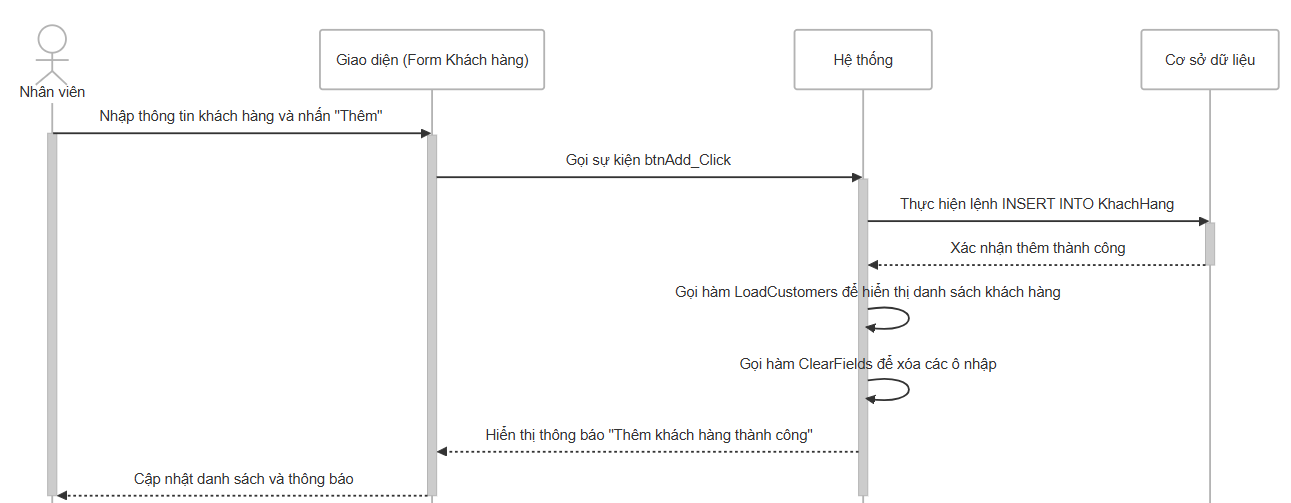 Nhân viên
Giao diện (Form Khách hàng)
Hệ thống
Cơ sở dữ liệu
Nhập thông tin khách hàng và nhấn "Thêm"
Gọi sự kiện btnAdd_Click
Thực hiện lệnh INSERT INTO KhachHang
Xác nhận thêm thành công
Gọi hàm LoadCustomers để hiển thị danh sách khách hàng
Gọi hàm ClearFields để xóa các ô nhập
Hiển thị thông báo "Thêm khách hàng thành công"
Cập nhật danh sách và thông báo